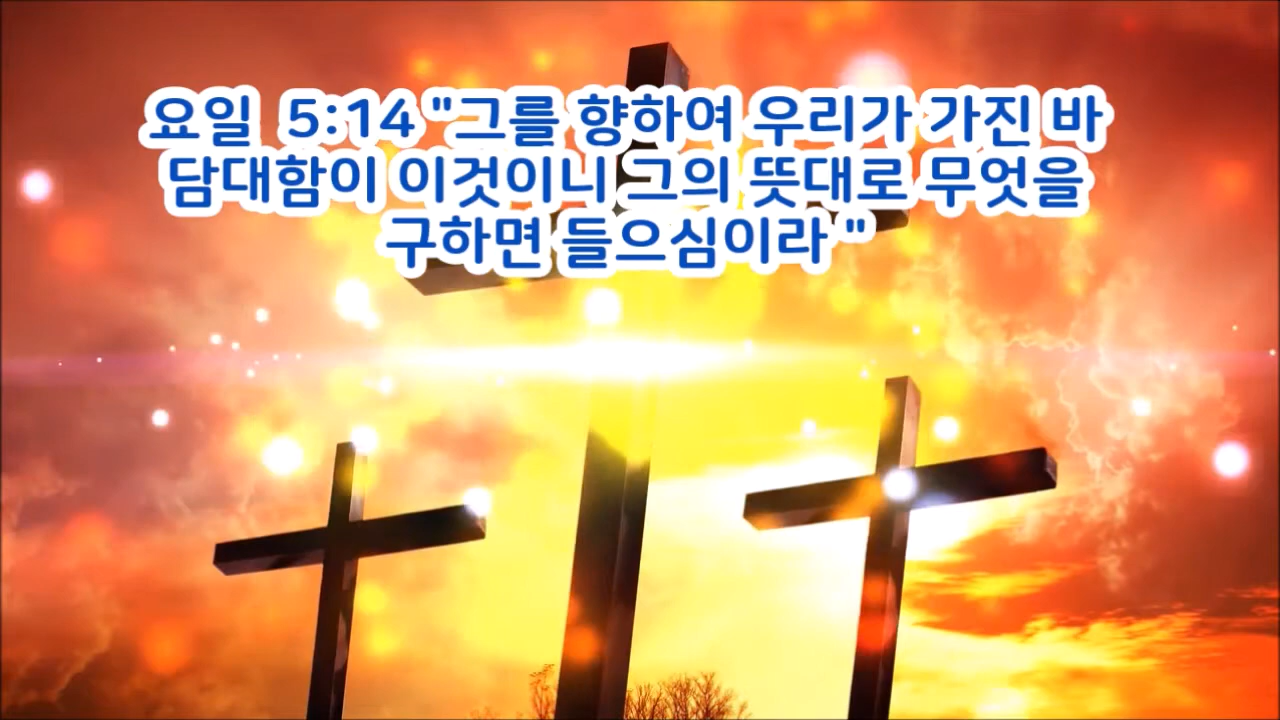 요일 5:14 "그를 향하여 우리가 가진 바
담대함이 이것이니 그의 뜻대로 무엇을
구하면 들으심이라 "